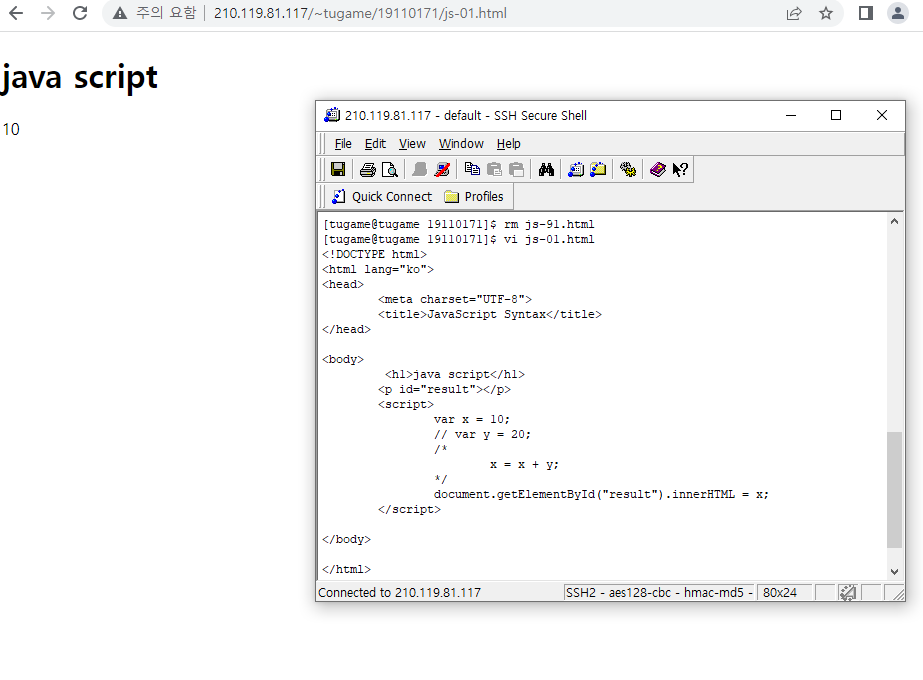 주의 요함 210.119.81.117/~tugame/19110171/js-01.html
java script
10
210.119.81.117 - default - SSH Secure Shell
File Edit View Window Help
Quick Connect Profiles
[tugame@tugame 19110171]$ rm js-91.html
[tugame@tugame 19110171]$ vi js-01.html
<!DOCTYPE html>
<html lang="ko">
<head>
<meta charset="UTF-8">
<title>JavaScript Syntax</title>
</head>
<body>
<h1>java script</h1>
<p id="result"></p>
<script>
var x = 10;
// var y = 20;
/*
x = x + y;
*/
document.getElementById("result").innerHTML = x;
</script>
</body>
</html>
Connected to 210.119.81.117 SSH2 - aes128-cbc - hmac-md5 - 80x24